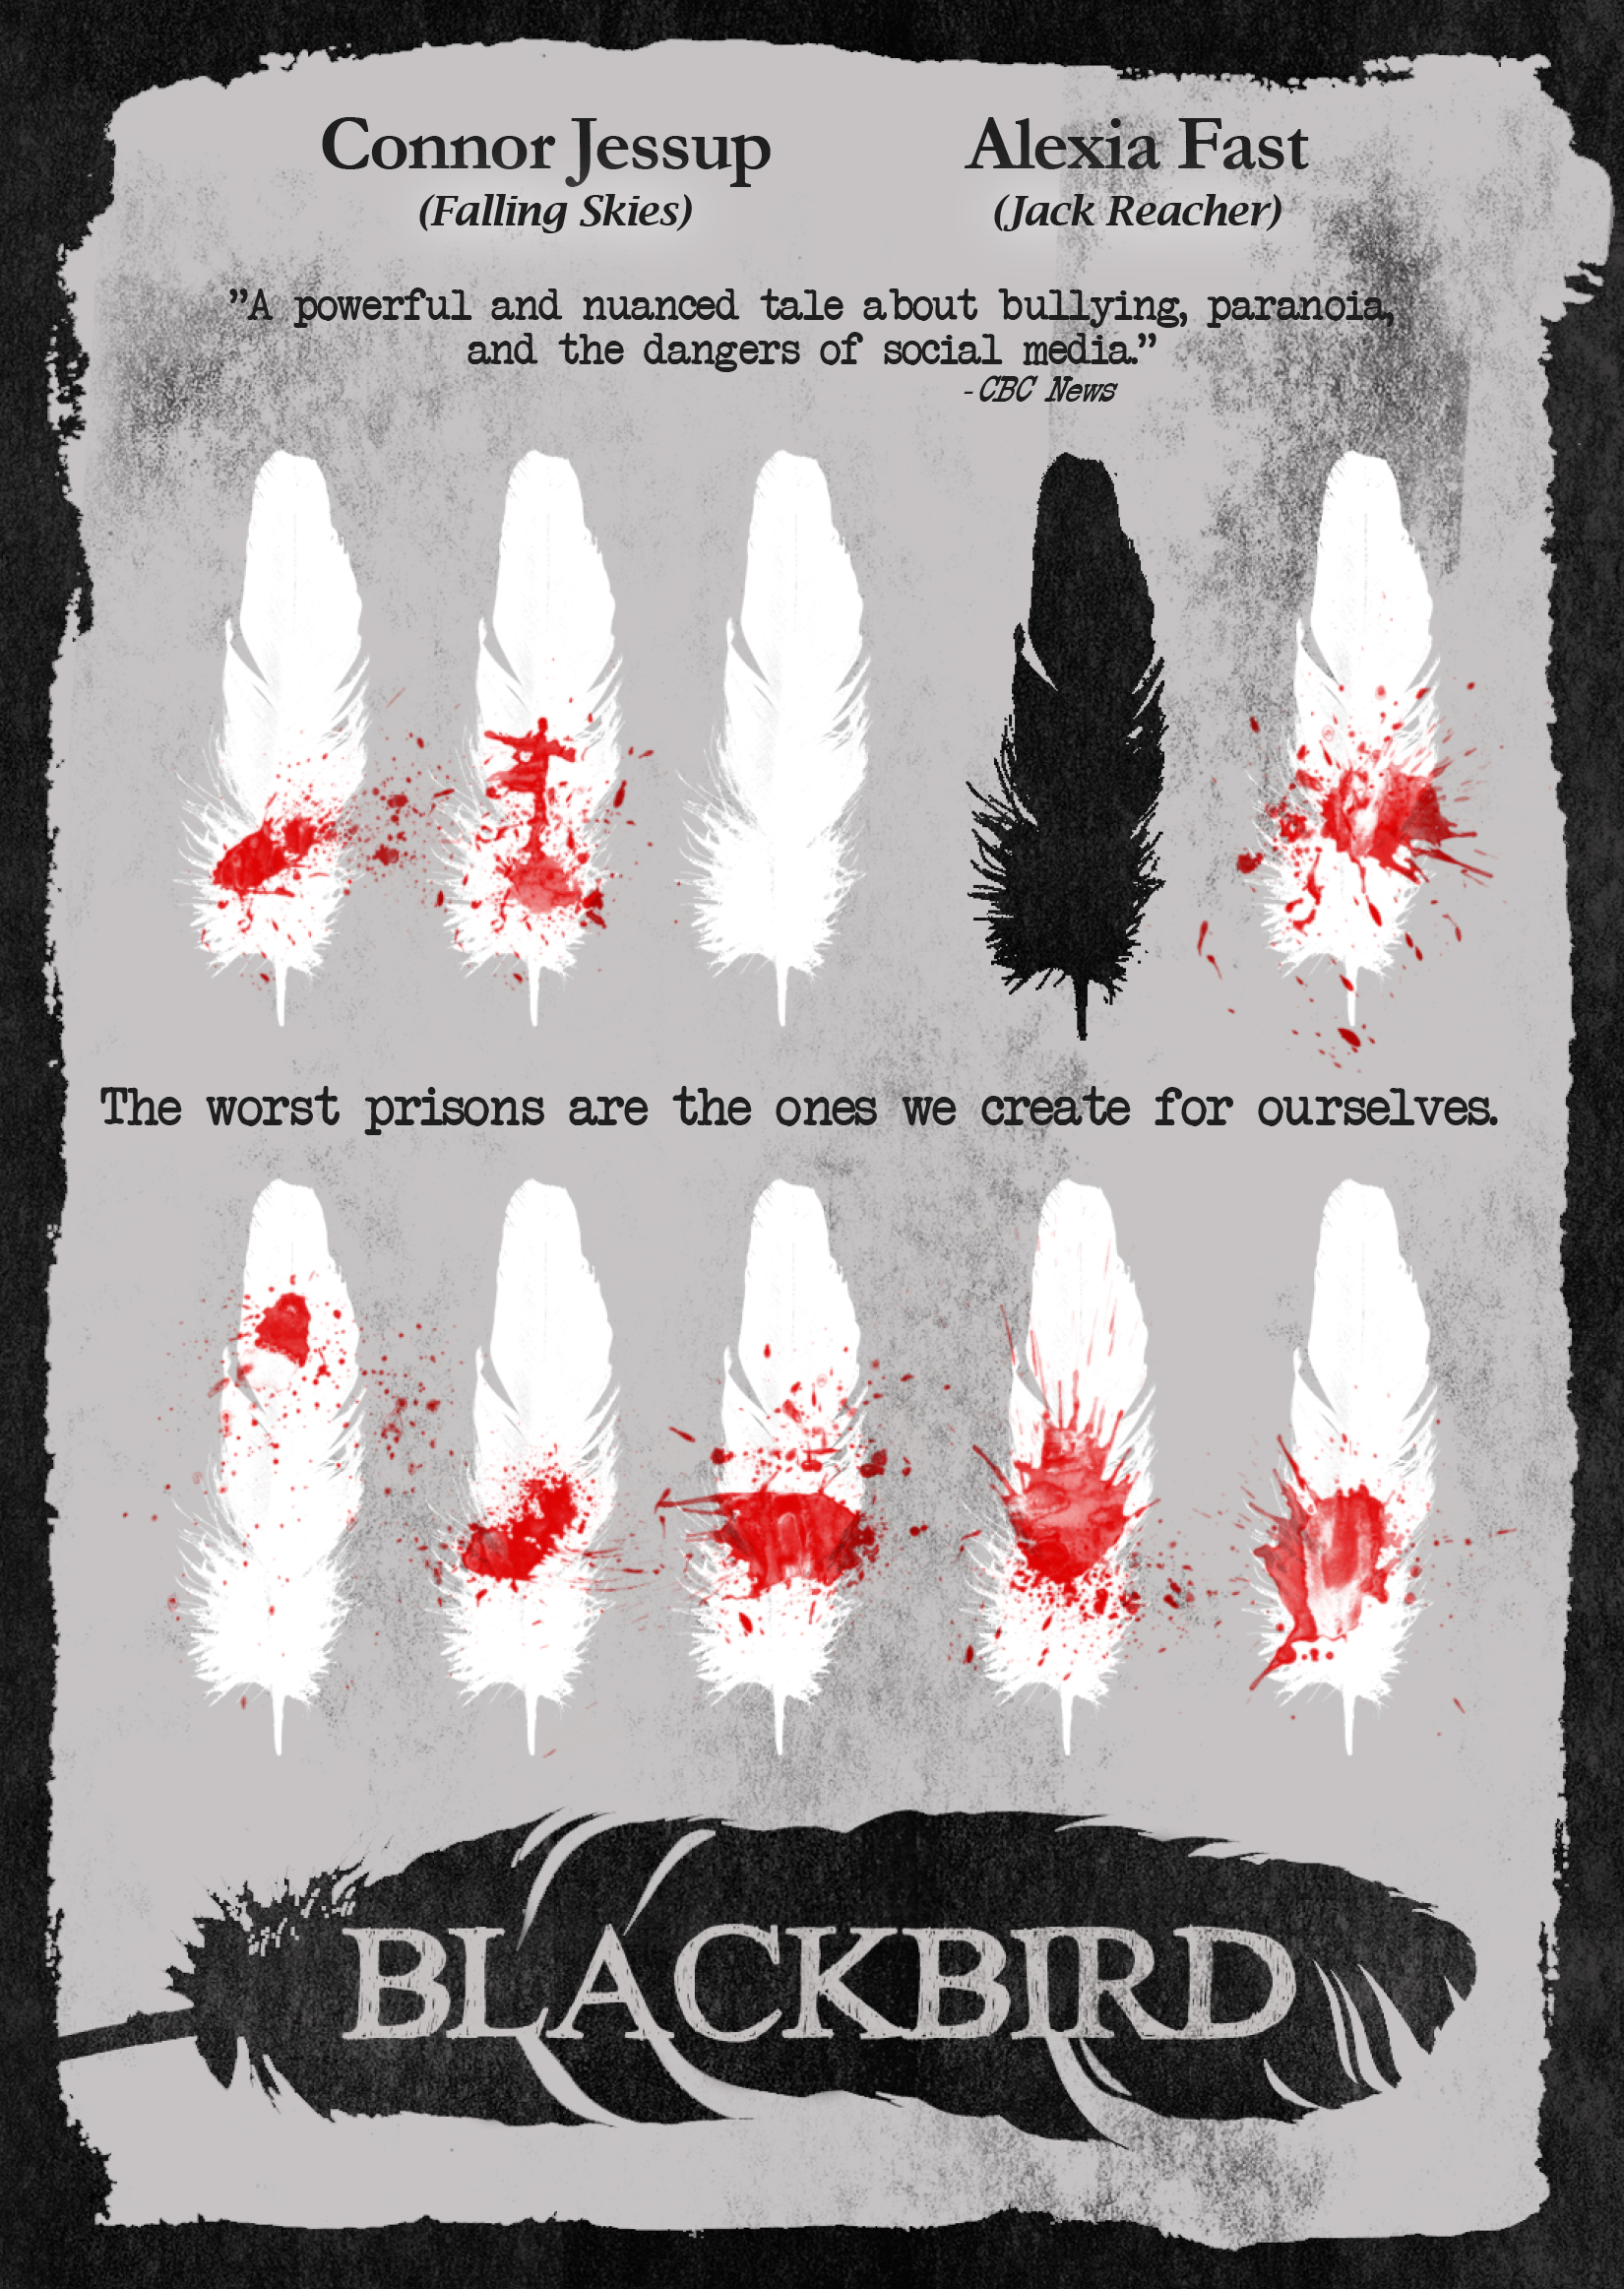 Connor Jessup Alexia Fast
(Falling Skies) (Jack Reacher)
”A powerful and nuanced tale about bullying, paranoia,
and the dangers of social media.”
- CBC News
The worst prisons are the ones we create for ourselves.
BLACKBIRD